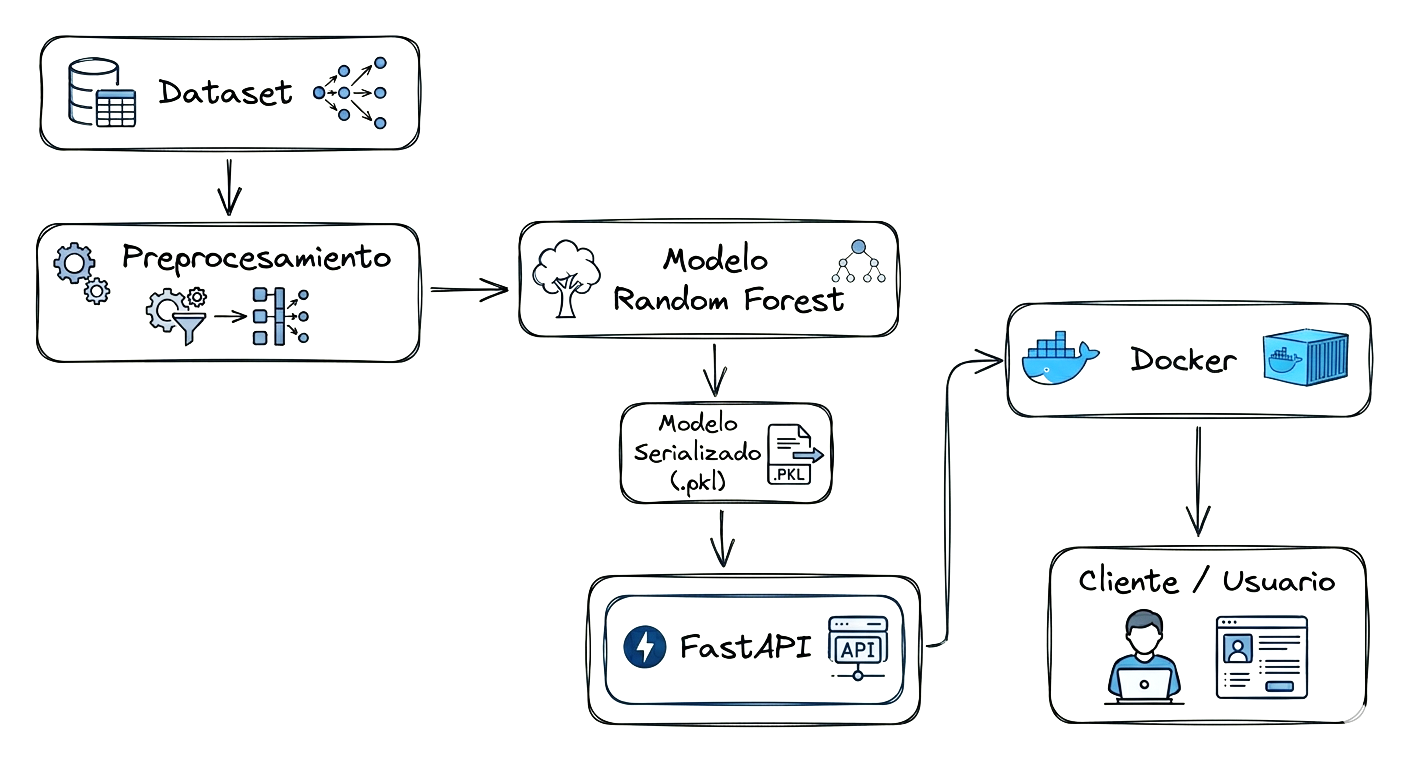 Dataset
Preprocesamiento
Modelo
Random Forest
Modelo
Serializado
(.pkl)
.PKL
FastAPI
API
Docker
Cliente / Usuario